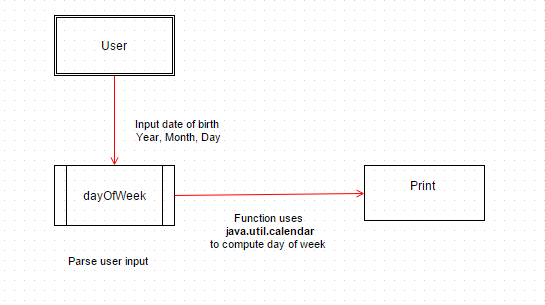 User
Input date of birth
Year, Month, Day
dayOfWeek
Print
Function uses
java.util.calendar
to compute day of week
Parse user input